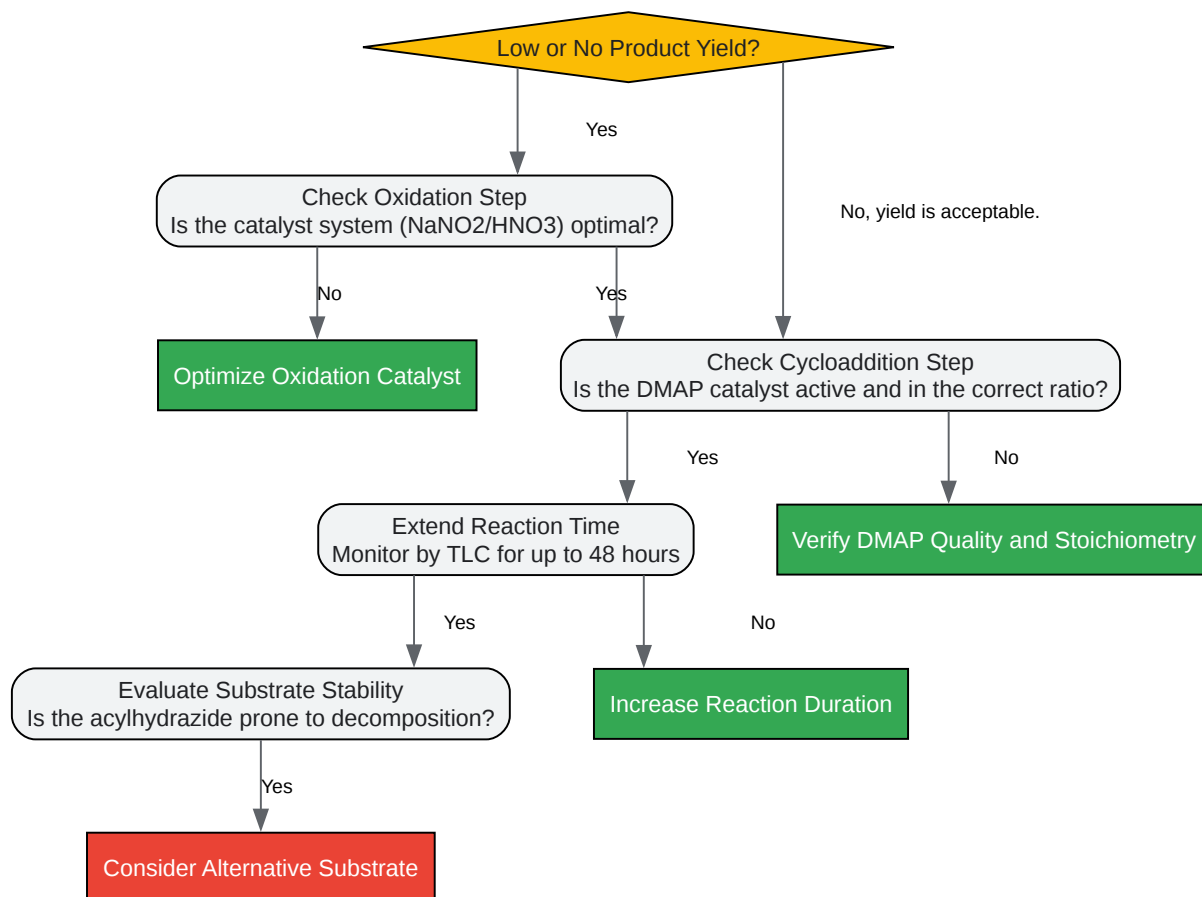 Low or No Product Yield?
Yes
Check Oxidation Step
Is the catalyst system (NaNO2/HNO3) optimal?
No, yield is acceptable.
No
Yes
Optimize Oxidation Catalyst
Check Cycloaddition Step
Is the DMAP catalyst active and in the correct ratio?
Yes
No
Extend Reaction Time
Monitor by TLC for up to 48 hours
Verify DMAP Quality and Stoichiometry
Yes
No
Evaluate Substrate Stability
Is the acylhydrazide prone to decomposition?
Increase Reaction Duration
Yes
Consider Alternative Substrate